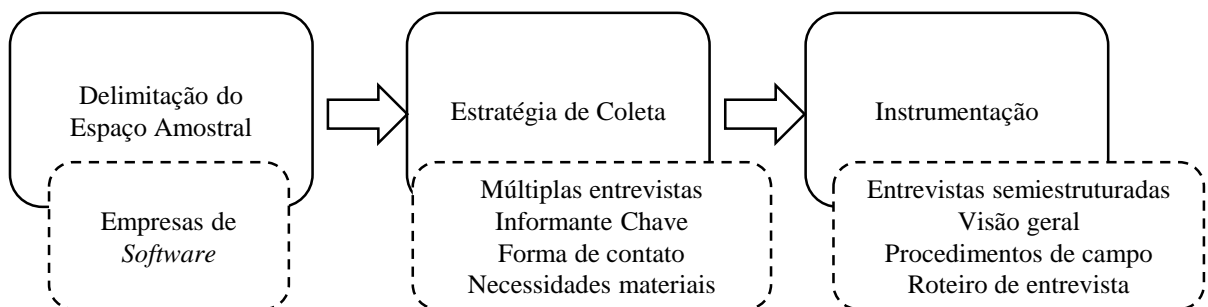 Delimitação do
Espaço Amostral
Empresas de
Software
Estratégia de Coleta
Múltiplas entrevistas
Informante Chave
Forma de contato
Necessidades materiais
Instrumentação
Entrevistas semiestruturadas
Visão geral
Procedimentos de campo
Roteiro de entrevista